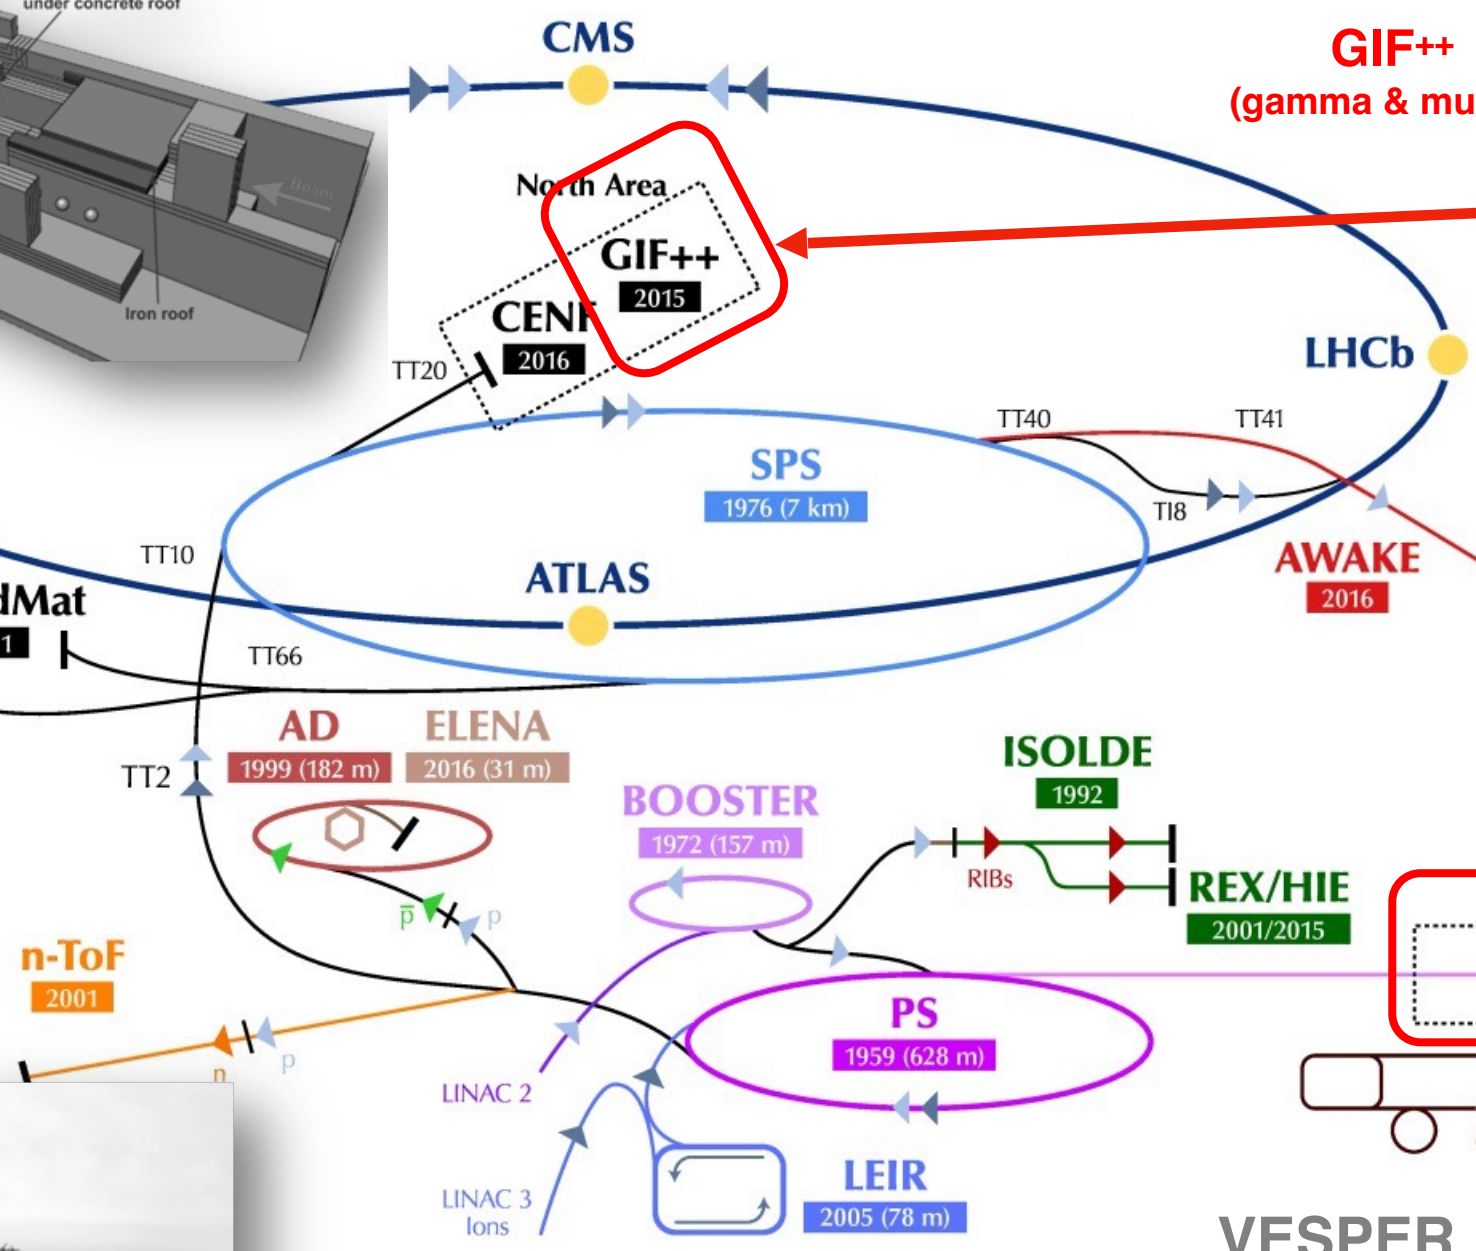 under concrete roof
Beam
Iron roof
CMS
GIF++
(gamma & mu
North Area
GIF++
2015
CENF
2016
TT20
LHCb
TT40
TT41
SPS
1976 (7 km)
TI8
TT10
ATLAS
AWAKE
2016
dMat
1
TT66
AD
1999 (182 m)
ELENA
2016 (31 m)
TT2
ISOLDE
1992
BOOSTER
1972 (157 m)
RIBs
REX/HIE
2001/2015
p̅
p
n-ToF
2001
PS
1959 (628 m)
n
p
LINAC 2
LINAC 3
Ions
LEIR
2005 (78 m)
VESPER